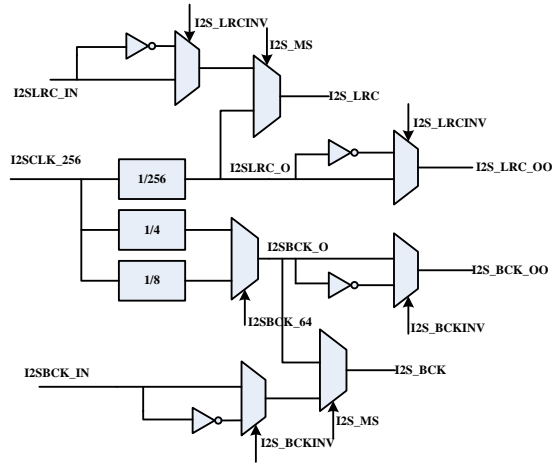 I2S_LRCINV
I2S_MS
I2SLRC_IN
I2S_LRC
I2S_LRCINV
I2SCLK_256
I2SLRC_O
I2S_LRC_OO
1/256
1/4
I2SBCK_O
1/8
I2S_BCK_OO
I2SBCK_64
I2S_BCKINV
I2SBCK_IN
I2S_BCK
I2S_MS
I2S_BCKINV